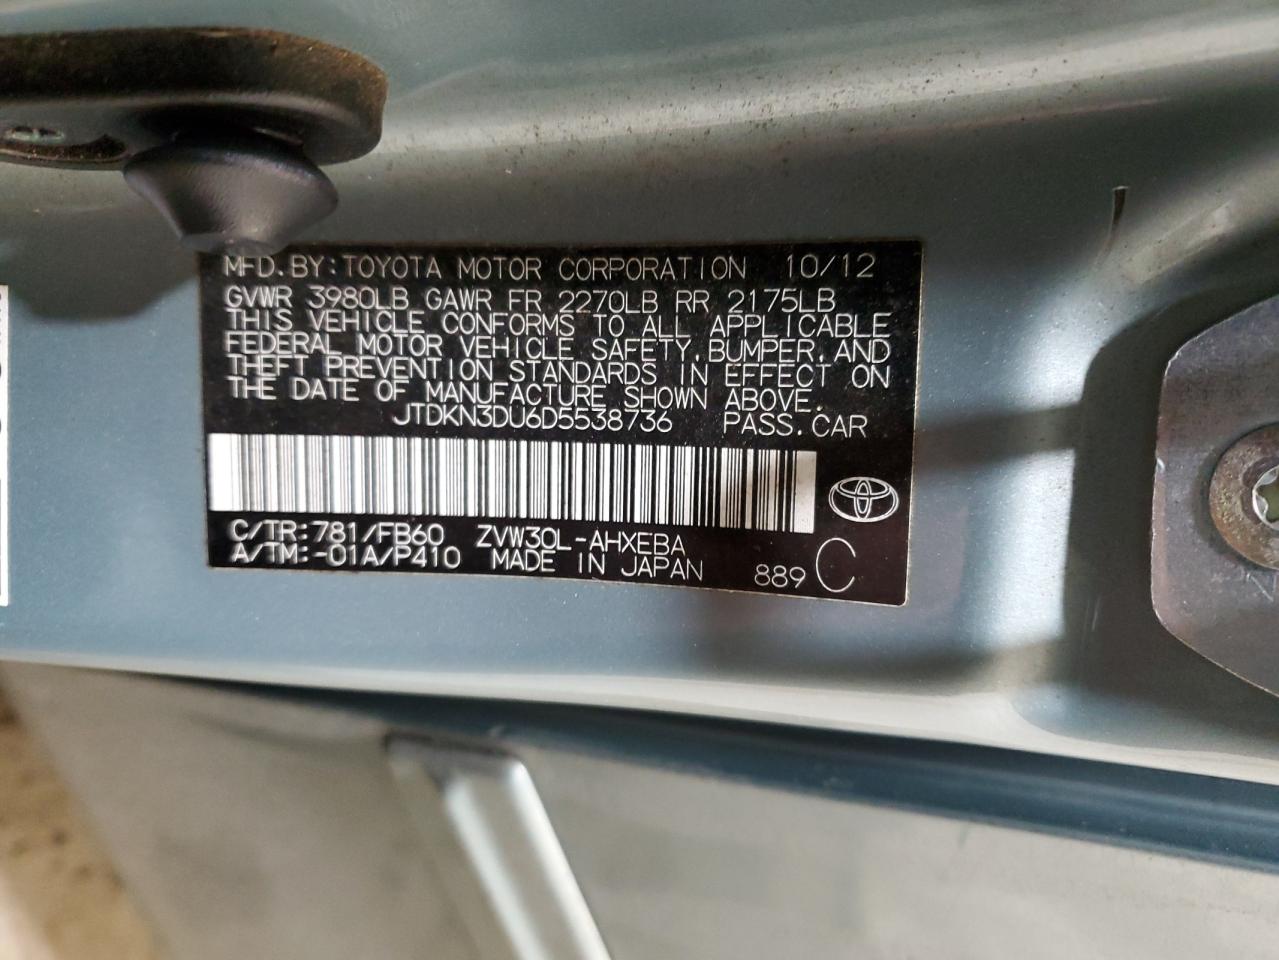 MFD.BY:TOYOTA MOTOR CORPORATION 10/12
GVWR 3980LB GAWR FR 2270LB RR 2175LB
THIS VEHICLE CONFORMS TO ALL APPLICABLE
FEDERAL MOTOR VEHICLE SAFETY,BUMPER,AND
THEFT PREVENTION STANDARDS IN EFFECT ON
THE DATE OF MANUFACTURE SHOWN ABOVE.
JTDKN3DU6D5538736 PASS.CAR
C/TR:781/FB60 ZVW30L-AHXEBA
A/TM:-01A/P410 MADE IN JAPAN 889 C